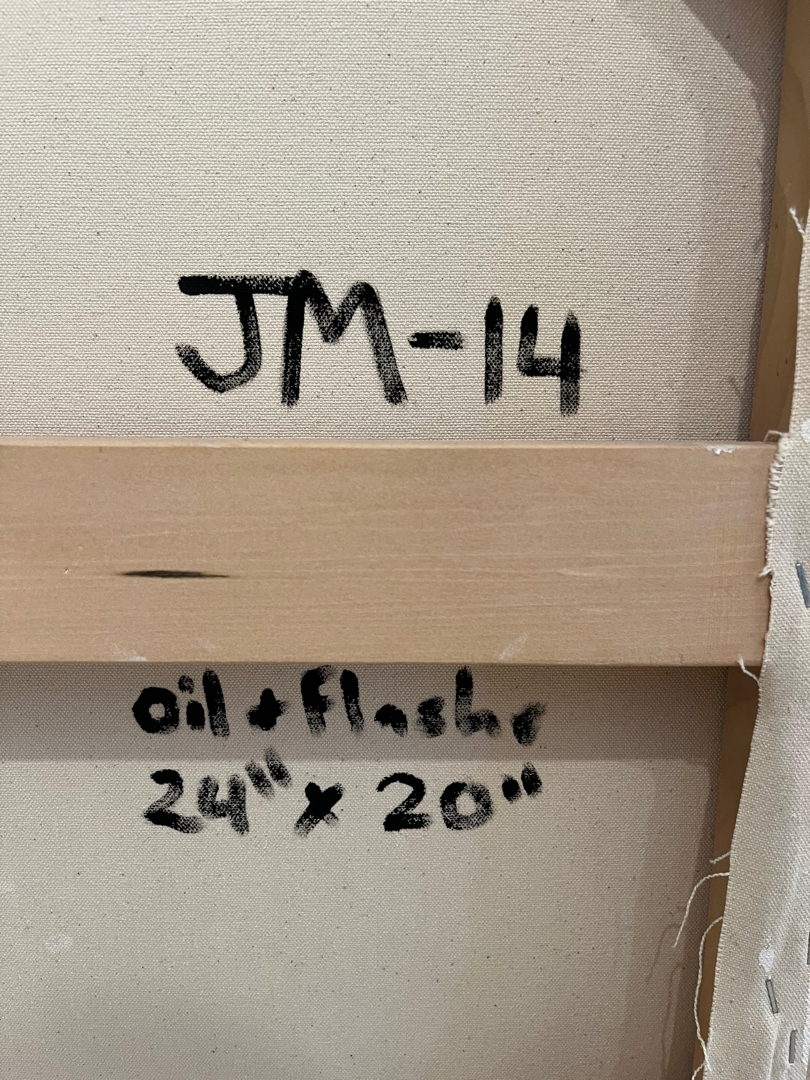 JM-14
oil + flashe
24" x 20"